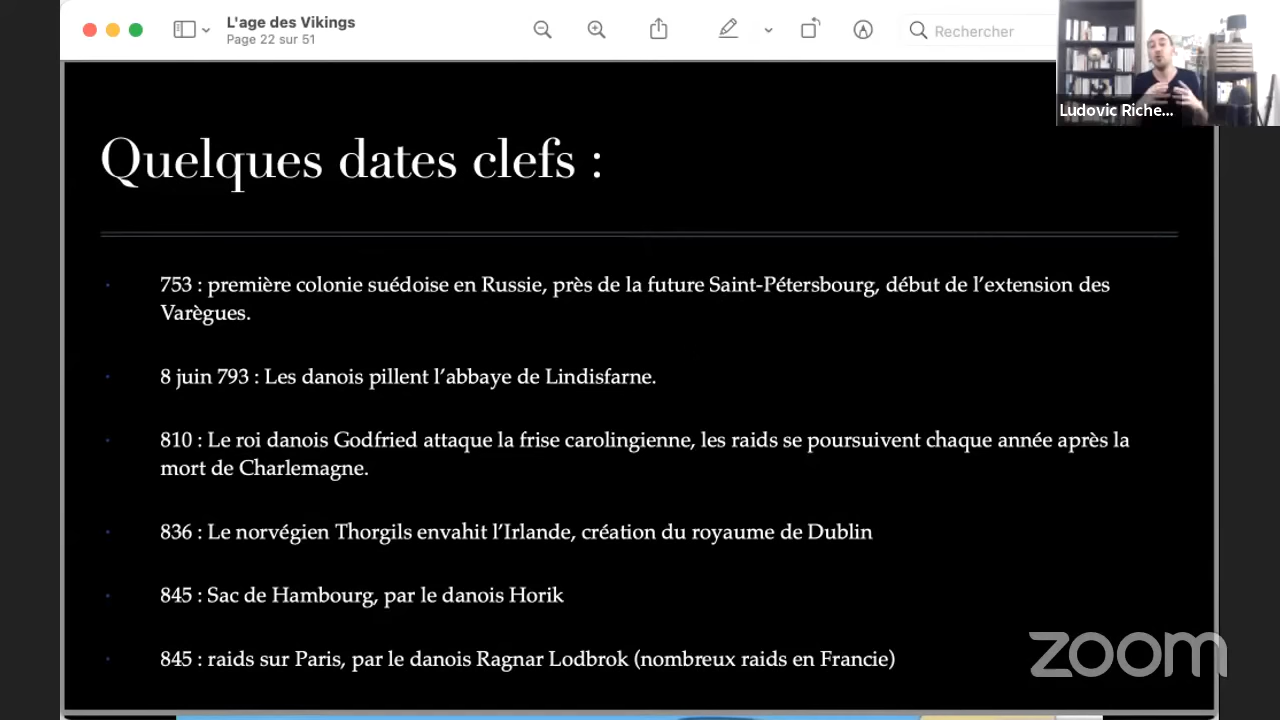 L'age des Vikings
Page 22 sur 51
Rechercher
Ludovic Riche...
Quelques dates clefs :
753 : première colonie suédoise en Russie, près de la future Saint-Pétersbourg, début de l’extension des
Varègues.
8 juin 793 : Les danois pillent l’abbaye de Lindisfarne.
810 : Le roi danois Godfried attaque la frise carolingienne, les raids se poursuivent chaque année après la
mort de Charlemagne.
836 : Le norvégien Thorgils envahit l’Irlande, création du royaume de Dublin
845 : Sac de Hambourg, par le danois Horik
845 : raids sur Paris, par le danois Ragnar Lodbrok (nombreux raids en Francie)
zoom